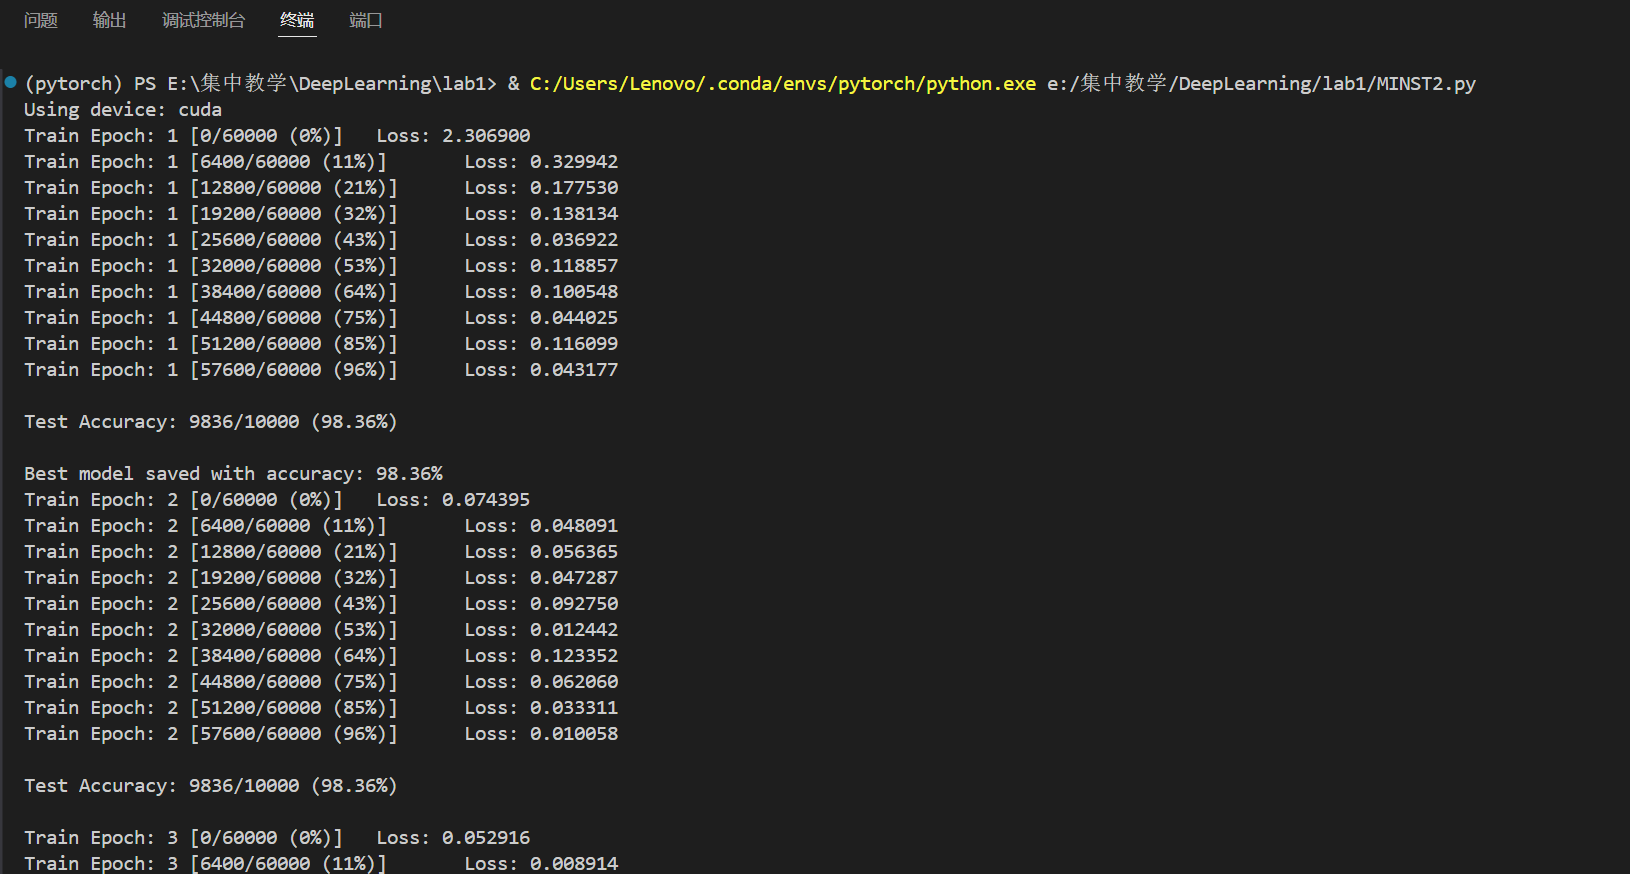 问题 输出 调试控制台 终端 端口
(pytorch) PS E:\集中教学\DeepLearning\lab1> & C:/Users/Lenovo/.conda/envs/pytorch/python.exe e:/集中教学/DeepLearning/lab1/MINST2.py
Using device: cuda
Train Epoch: 1 [0/60000 (0%)] Loss: 2.306900
Train Epoch: 1 [6400/60000 (11%)] Loss: 0.329942
Train Epoch: 1 [12800/60000 (21%)] Loss: 0.177530
Train Epoch: 1 [19200/60000 (32%)] Loss: 0.138134
Train Epoch: 1 [25600/60000 (43%)] Loss: 0.036922
Train Epoch: 1 [32000/60000 (53%)] Loss: 0.118857
Train Epoch: 1 [38400/60000 (64%)] Loss: 0.100548
Train Epoch: 1 [44800/60000 (75%)] Loss: 0.044025
Train Epoch: 1 [51200/60000 (85%)] Loss: 0.116099
Train Epoch: 1 [57600/60000 (96%)] Loss: 0.043177
Test Accuracy: 9836/10000 (98.36%)
Best model saved with accuracy: 98.36%
Train Epoch: 2 [0/60000 (0%)] Loss: 0.074395
Train Epoch: 2 [6400/60000 (11%)] Loss: 0.048091
Train Epoch: 2 [12800/60000 (21%)] Loss: 0.056365
Train Epoch: 2 [19200/60000 (32%)] Loss: 0.047287
Train Epoch: 2 [25600/60000 (43%)] Loss: 0.092750
Train Epoch: 2 [32000/60000 (53%)] Loss: 0.012442
Train Epoch: 2 [38400/60000 (64%)] Loss: 0.123352
Train Epoch: 2 [44800/60000 (75%)] Loss: 0.062060
Train Epoch: 2 [51200/60000 (85%)] Loss: 0.033311
Train Epoch: 2 [57600/60000 (96%)] Loss: 0.010058
Test Accuracy: 9836/10000 (98.36%)
Train Epoch: 3 [0/60000 (0%)] Loss: 0.052916
Train Epoch: 3 [6400/60000 (11%)] Loss: 0.008914